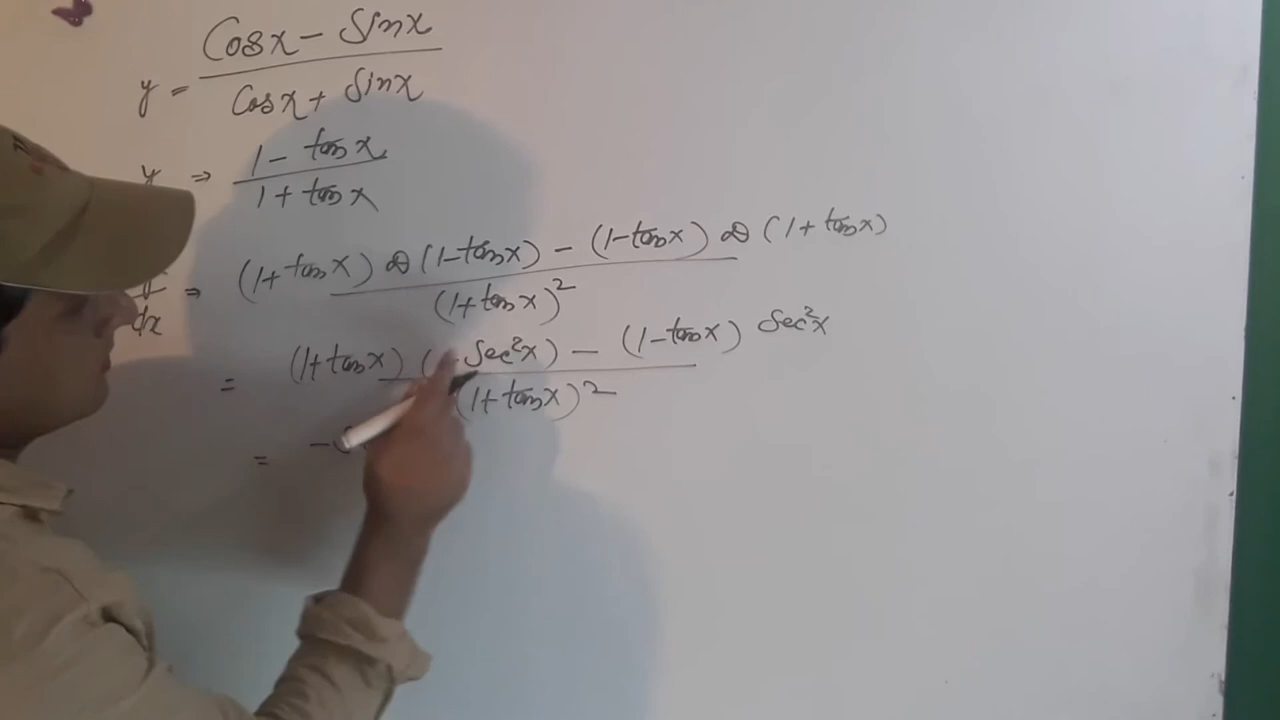 y = Cosx - Sinx / Cosx + Sinx
y ⇒ 1 - tanx / 1 + tanx
dx ⇒ (1 + tanx) d (1 - tanx) - (1 - tanx) d (1 + tanx) / (1 + tanx)²
= (1 + tanx) (- Sec²x) - (1 - tanx) Sec²x / (1 + tanx)²
= -